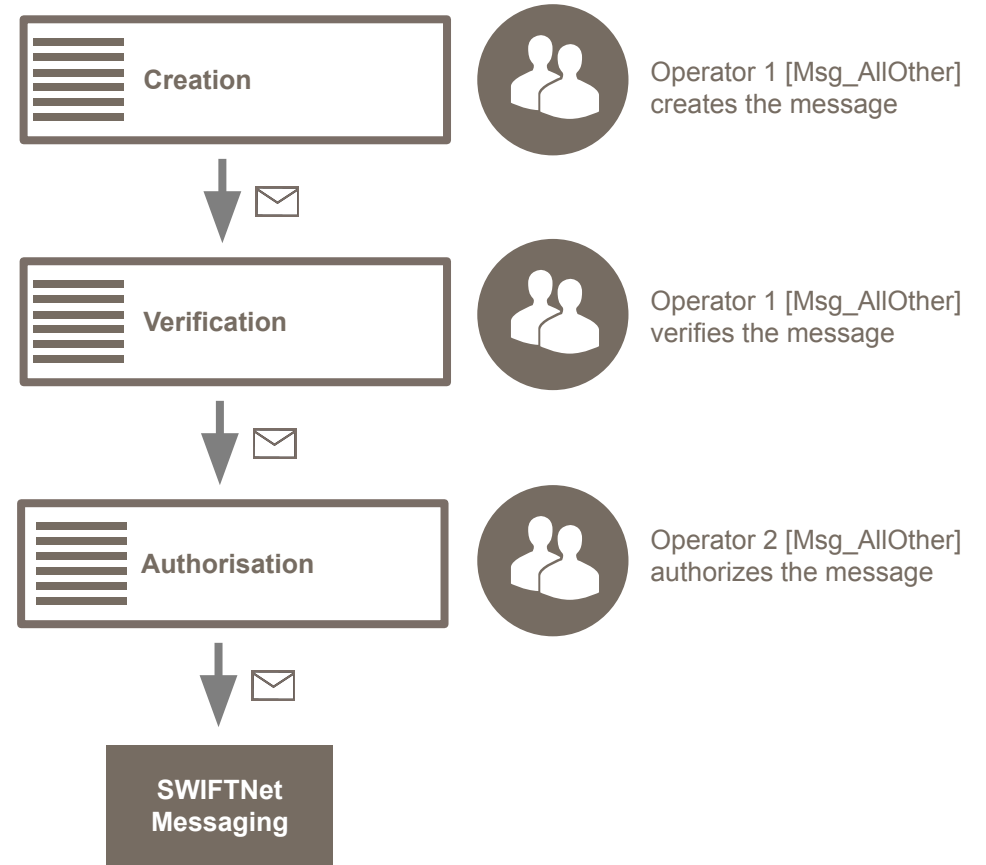 Creation
Operator 1 [Msg_AllOther]
creates the message
Verification
Operator 1 [Msg_AllOther]
verifies the message
Authorisation
Operator 2 [Msg_AllOther]
authorizes the message
SWIFTNet
Messaging